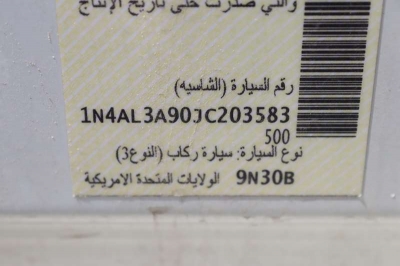 والتي صدرت حتى تاريخ الإنتاج
رقم السيارة (الشاسيه)
1N4AL3A90JC203583
500
نوع السيارة: سيارة ركاب (النوع3)
9N30B الولايات المتحدة الامريكية